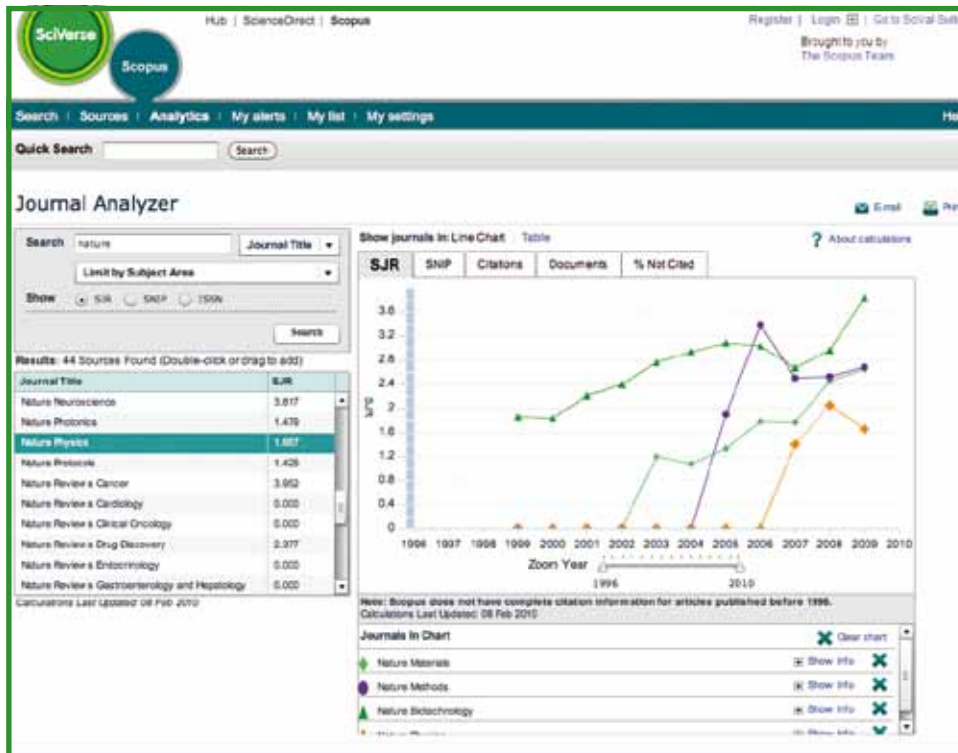 SciVerse
Scopus
Hub | ScienceDirect | Scopus
Register | Login | Go to SciVal Suite
Brought to you by
The Scopus Team
Search | Sources | Analytics | My alerts | My list | My settings
Quick Search Search
Journal Analyzer
E-mail
Search nature Journal Title
Limit by Subject Area
Show SJR SNIP ISSN
Search
Results: 44 Sources Found (Double-click or drag to add)
Journal Title SJR
Nature Neuroscience 3.817
Nature Photonics 1.479
Nature Physics 1.667
Nature Protocols 1.428
Nature Reviews Cancer 3.952
Nature Reviews Cardiology 0.000
Nature Reviews Clinical Oncology 0.000
Nature Reviews Drug Discovery 2.377
Nature Reviews Endocrinology 0.000
Nature Reviews Gastroenterology and Hepatology 0.000
Calculations Last Updated: 08 Feb 2010
Show journals in: Line Chart | Table
? About calculations
SJR SNIP Citations Documents % Not Cited
3.6
3.2
2.8
2.4
2
1.6
1.2
0.8
0.4
0
SJR
1996 1997 1998 1999 2000 2001 2002 2003 2004 2005 2006 2007 2008 2009 2010
Zoom Year
1996 2010
Note: Scopus does not have complete citation information for articles published before 1996.
Calculations Last Updated: 08 Feb 2010
Journals In Chart Clear chart
Nature Materials Show Info
Nature Methods Show Info
Nature Biotechnology Show Info